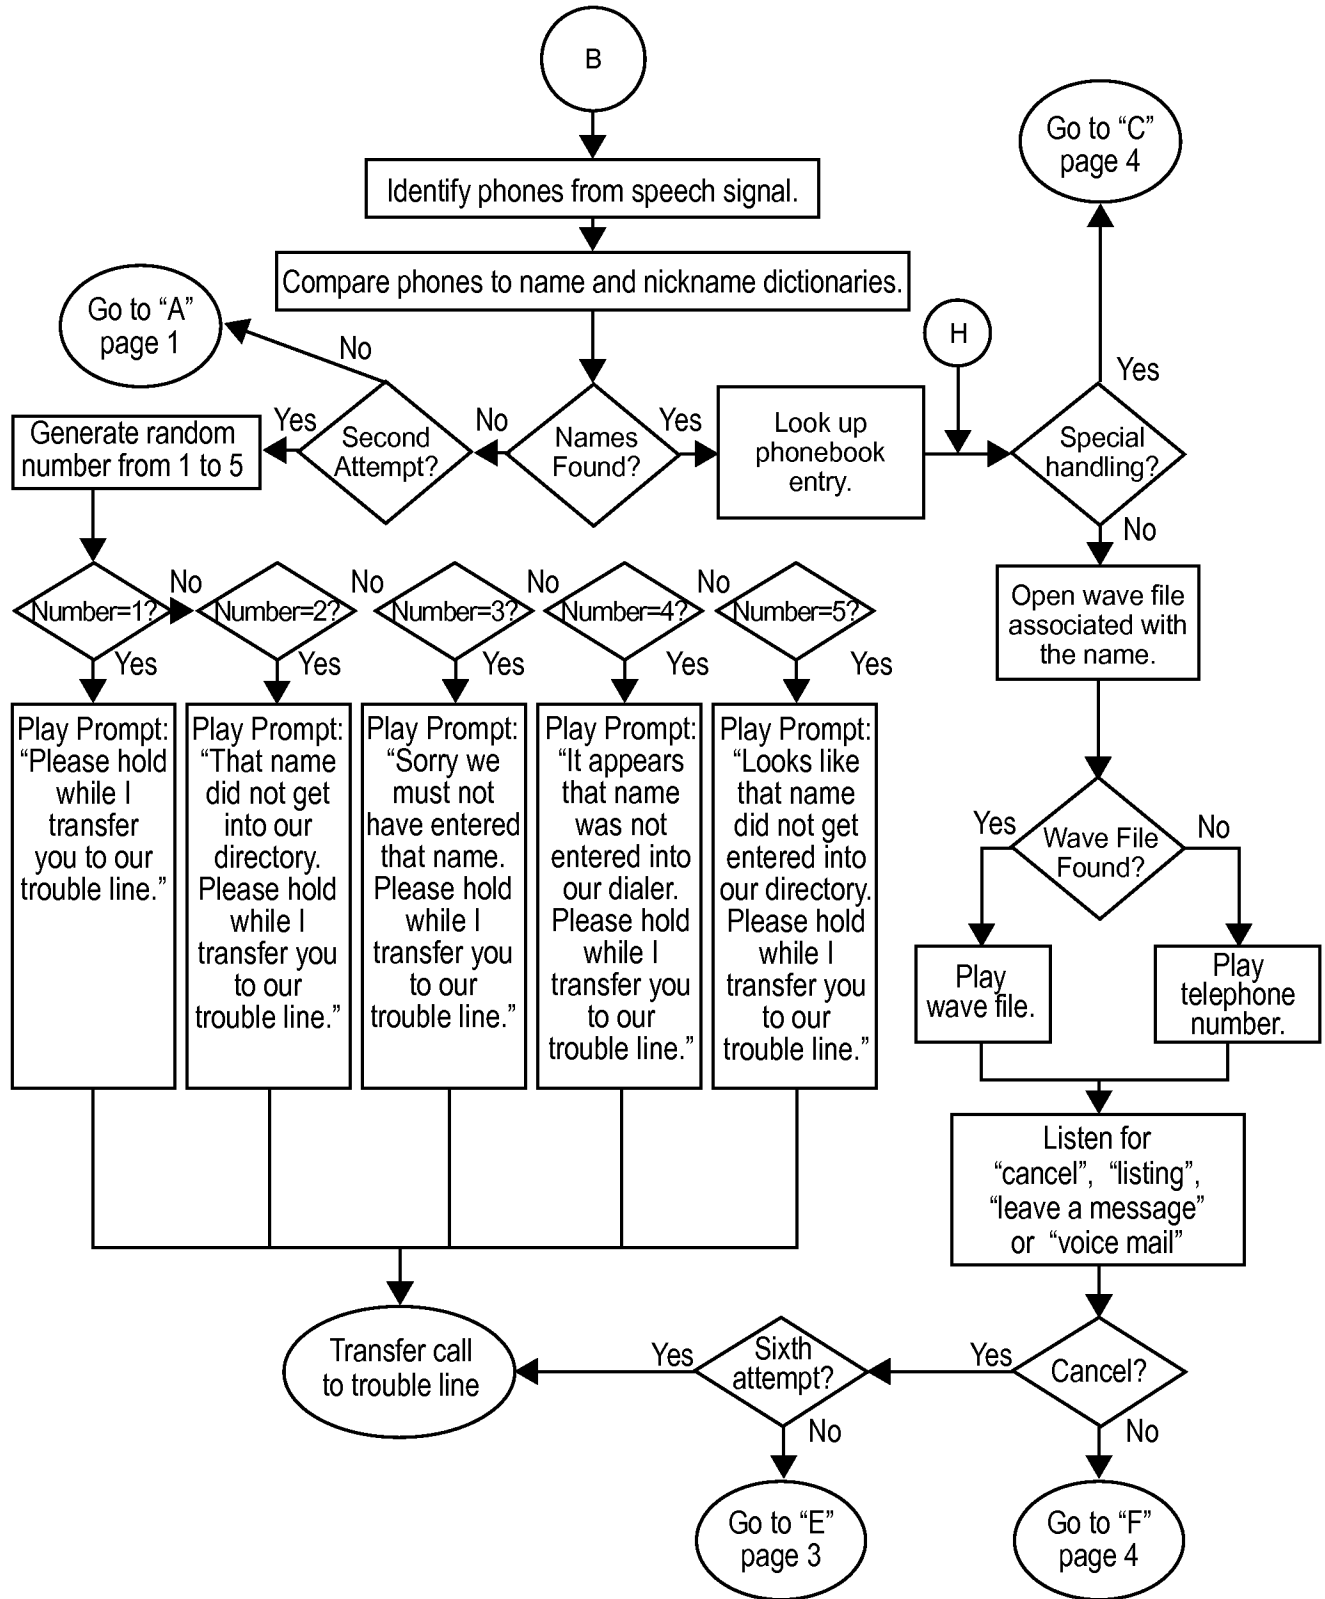 B
Go to “C”
page 4
Identify phones from speech signal.
Compare phones to name and nickname dictionaries.
Go to “A”
page 1
No
H
Yes
Generate random
number from 1 to 5
Yes
Second
Attempt?
No
Names
Found?
Yes
Look up
phonebook
entry.
Special
handling?
No
Number=1?
No
Number=2?
No
Number=3?
No
Number=4?
No
Number=5?
Open wave file
associated with
the name.
Yes
Yes
Yes
Yes
Yes
Play Prompt:
“Please hold
while I
transfer
you to our
trouble line.”
Play Prompt:
“That name
did not get
into our
directory.
Please hold
while I
transfer you
to our
trouble line.”
Play Prompt:
“Sorry we
must not
have entered
that name.
Please hold
while I
transfer you
to our
trouble line.”
Play Prompt:
“It appears
that name
was not
entered into
our dialer.
Please hold
while I
transfer you
to our
trouble line.”
Play Prompt:
“Looks like
that name
did not get
entered into
our directory.
Please hold
while I
transfer you
to our
trouble line.”
Yes
Wave File
Found?
No
Play
wave file.
Play
telephone
number.
Listen for
“cancel”, “listing”,
“leave a message”
or “voice mail”
Transfer call
to trouble line
Yes
Sixth
attempt?
Yes
Cancel?
No
No
Go to “E”
page 3
Go to “F”
page 4